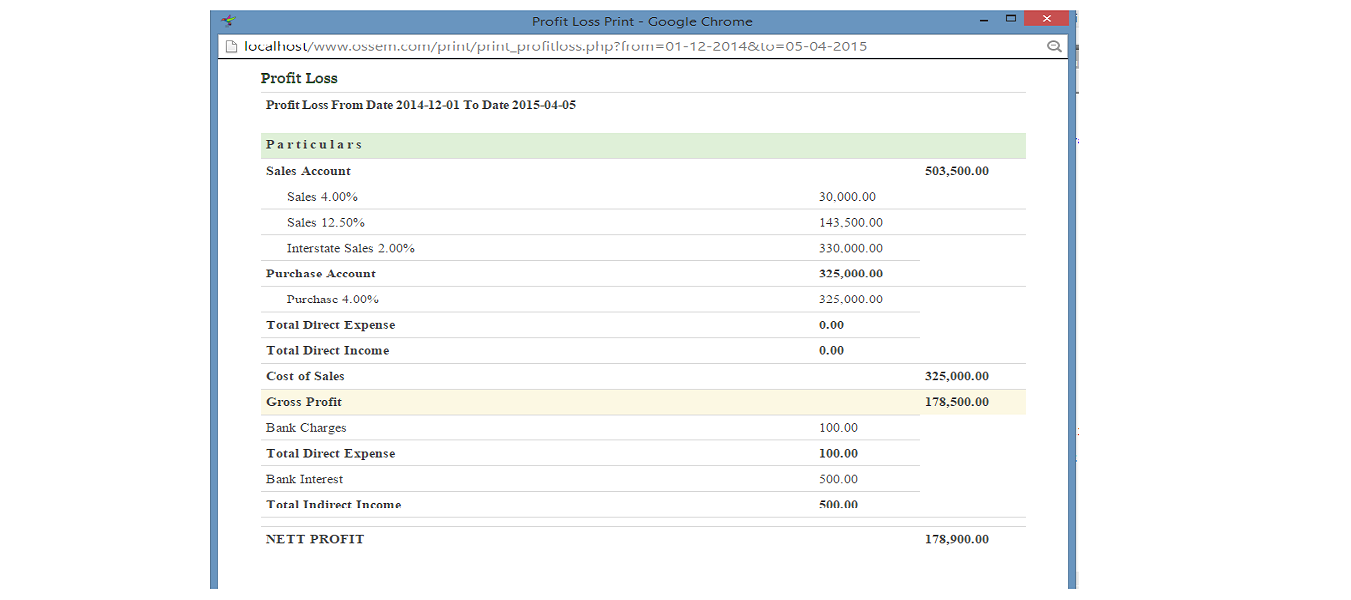 Profit Loss Print - Google Chrome
localhost/www.ossem.com/print/print_profitloss.php?from=01-12-2014&to=05-04-2015
Profit Loss
Profit Loss From Date 2014-12-01 To Date 2015-04-05
Particulars
Sales Account 503,500.00
Sales 4.00% 30,000.00
Sales 12.50% 143,500.00
Interstate Sales 2.00% 330,000.00
Purchase Account 325,000.00
Purchase 4.00% 325,000.00
Total Direct Expense 0.00
Total Direct Income 0.00
Cost of Sales 325,000.00
Gross Profit 178,500.00
Bank Charges 100.00
Total Direct Expense 100.00
Bank Interest 500.00
Total Indirect Income 500.00
NETT PROFIT 178,900.00